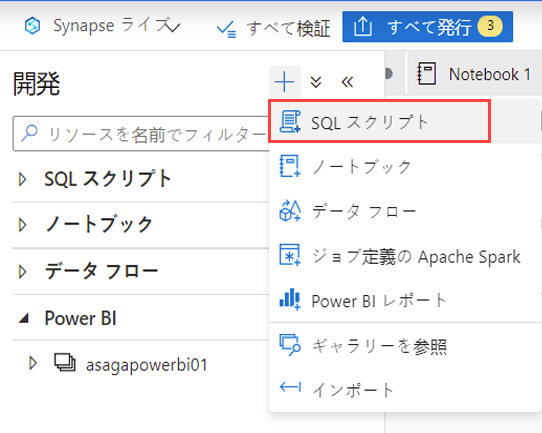 Synapse ライズ
すべて検証
すべて発行 3
開発
Notebook 1
リソースを名前でフィルター
SQL スクリプト
ノートブック
データ フロー
Power BI
asagapowerbi01
SQL スクリプト
ノートブック
データ フロー
ジョブ定義の Apache Spark
Power BI レポート
ギャラリーを参照
インポート